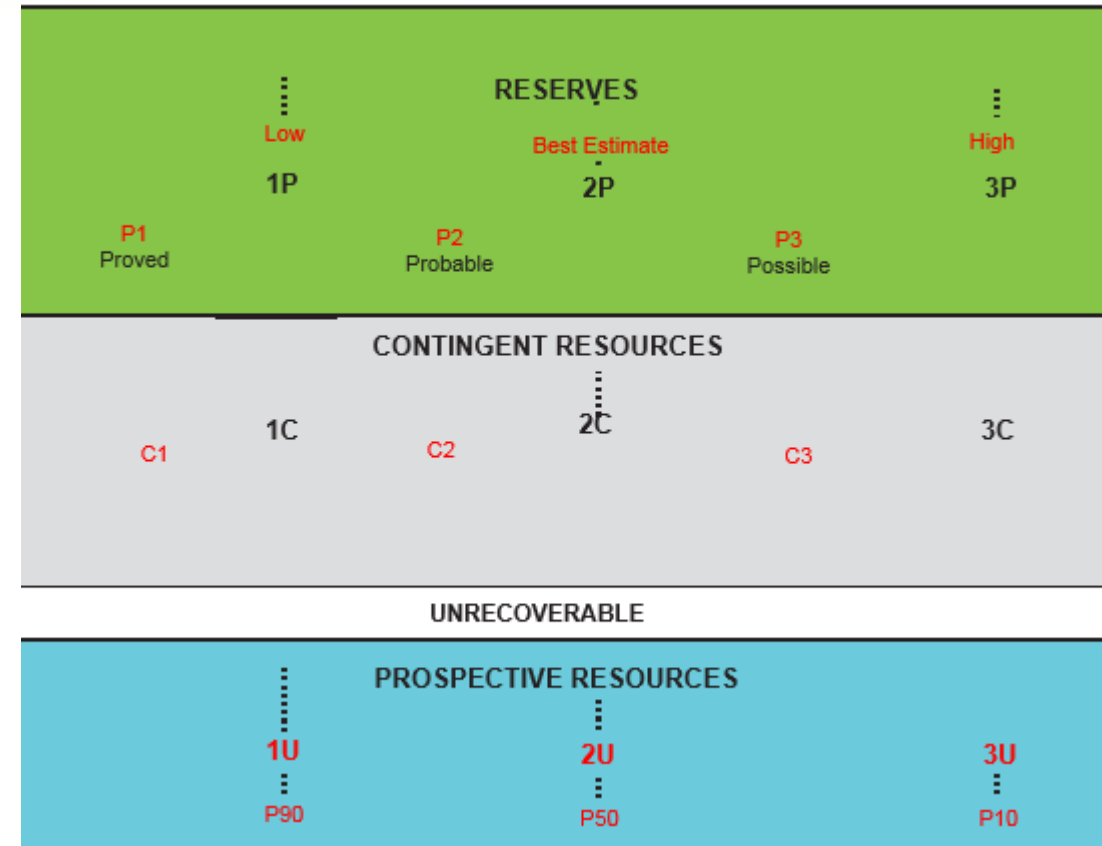 RESERVES
Low
Best Estimate
High
1P
2P
3P
P1
P2
P3
Proved
Probable
Possible
CONTINGENT RESOURCES
1C
2C
3C
C1
C2
C3
UNRECOVERABLE
PROSPECTIVE RESOURCES
1U
2U
3U
P90
P50
P10